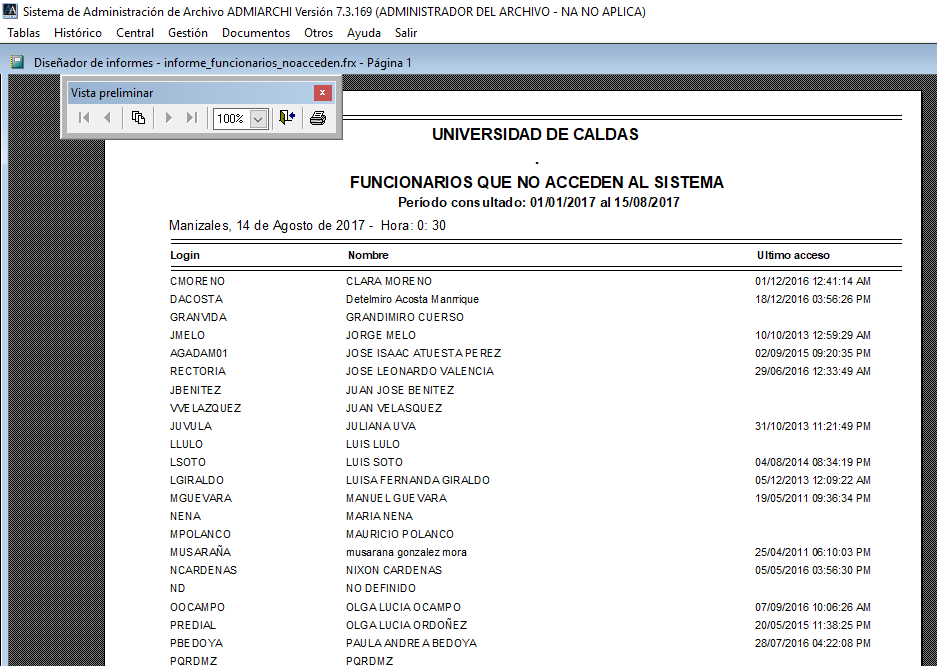 Sistema de Administración de Archivo ADMIARCHI Versión 7.3.169 (ADMINISTRADOR DEL ARCHIVO - NA NO APLICA)
Tablas Histórico Central Gestión Documentos Otros Ayuda Salir
Diseñador de informes - informe_funcionarios_noacceden.frx - Página 1
Vista preliminar
100%
UNIVERSIDAD DE CALDAS
.
FUNCIONARIOS QUE NO ACCEDEN AL SISTEMA
Período consultado: 01/01/2017 al 15/08/2017
Manizales, 14 de Agosto de 2017 - Hora: 0: 30
Login Nombre Ultimo acceso
CMORENO CLARA MORENO 01/12/2016 12:41:14 AM
DACOSTA Detelmiro Acosta Manrrique 18/12/2016 03:56:26 PM
GRANVIDA GRANDIMIRO CUERSO
JMELO JORGE MELO 10/10/2013 12:59:29 AM
AGADAM01 JOSE ISAAC ATUESTA PEREZ 02/09/2015 09:20:35 PM
RECTORIA JOSE LEONARDO VALENCIA 29/06/2016 12:33:49 AM
JBENITEZ JUAN JOSE BENITEZ
VVELAZQUEZ JUAN VELASQUEZ
JUVULA JULIANA UVA 31/10/2013 11:21:49 PM
LLULO LUIS LULO
LSOTO LUIS SOTO 04/08/2014 08:34:19 PM
LGIRALDO LUISA FERNANDA GIRALDO 05/12/2013 12:09:22 AM
MGUEVARA MANUEL GUEVARA 19/05/2011 09:36:34 PM
NENA MARIA NENA
MPOLANCO MAURICIO POLANCO
MUSARAÑA musarana gonzalez mora 25/04/2011 06:10:03 PM
NCARDENAS NIXON CARDENAS 05/05/2016 03:56:30 PM
ND NO DEFINIDO
OOCAMPO OLGA LUCIA OCAMPO 07/09/2016 10:06:26 AM
PREDIAL OLGA LUCIA ORDOÑEZ 20/05/2015 11:38:25 PM
PBEDOYA PAULA ANDREA BEDOYA 28/07/2016 04:22:08 PM
PQRDMZ PQRDMZ